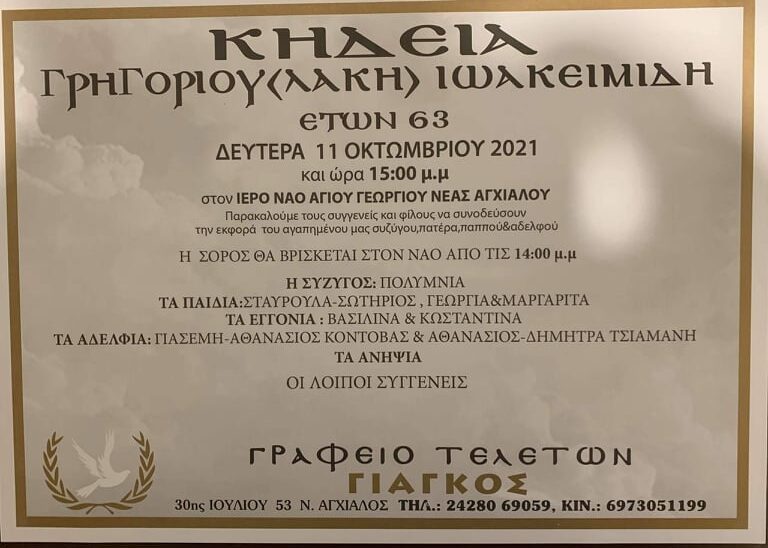 ΚΗΔΕΙΑ
ΓΡΗΓΟΡΙΟΥ(ΛΑΚΗ) ΙΩΑΚΕΙΜΙΔΗ
ΕΤΩΝ 63
ΔΕΥΤΕΡΑ 11 ΟΚΤΩΜΒΡΙΟΥ 2021
και ώρα 15:00 μ.μ
στον ΙΕΡΟ ΝΑΟ ΑΓΙΟΥ ΓΕΩΡΓΙΟΥ ΝΕΑΣ ΑΓΧΙΑΛΟΥ
Παρακαλούμε τους συγγενείς και φίλους να συνοδεύσουν
την εκφορά του αγαπημένου μας συζύγου,πατέρα,παππού&αδελφού
Η ΣΟΡΟΣ ΘΑ ΒΡΙΣΚΕΤΑΙ ΣΤΟΝ ΝΑΟ ΑΠΟ ΤΙΣ 14:00 μ.μ
Η ΣΥΖΥΓΟΣ: ΠΟΛΥΜΝΙΑ
ΤΑ ΠΑΙΔΙΑ:ΣΤΑΥΡΟΥΛΑ-ΣΩΤΗΡΙΟΣ , ΓΕΩΡΓΙΑ&ΜΑΡΓΑΡΙΤΑ
ΤΑ ΕΓΓΟΝΙΑ : ΒΑΣΙΛΙΝΑ & ΚΩΣΤΑΝΤΙΝΑ
ΤΑ ΑΔΕΛΦΙΑ: ΓΙΑΣΕΜΗ-ΑΘΑΝΑΣΙΟΣ ΚΟΝΤΟΒΑΣ & ΑΘΑΝΑΣΙΟΣ-ΔΗΜΗΤΡΑ ΤΣΙΑΜΑΝΗ
ΤΑ ΑΝΗΨΙΑ
ΟΙ ΛΟΙΠΟΙ ΣΥΓΓΕΝΕΙΣ
ΓΡΑΦΕΙΟ ΤΕΛΕΤΩΝ
ΓΙΑΓΚΟΣ
30ης ΙΟΥΛΙΟΥ 53 Ν. ΑΓΧΙΑΛΟΣ ΤΗΛ.: 24280 69059, ΚΙΝ.: 6973051199